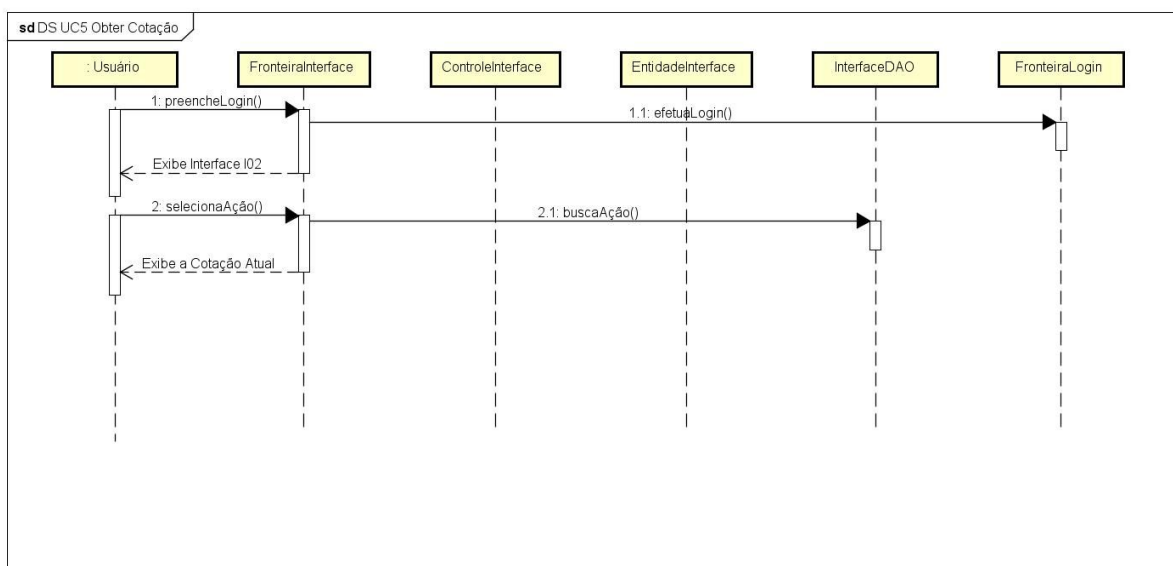 sd DS UC5 Obter Cotação
: Usuário
FronteiraInterface
ControleInterface
EntidadeInterface
InterfaceDAO
FronteiraLogin
1: preencheLogin()
1.1: efetuaLogin()
Exibe Interface I02
2: selecionaAção()
2.1: buscaAção()
Exibe a Cotação Atual